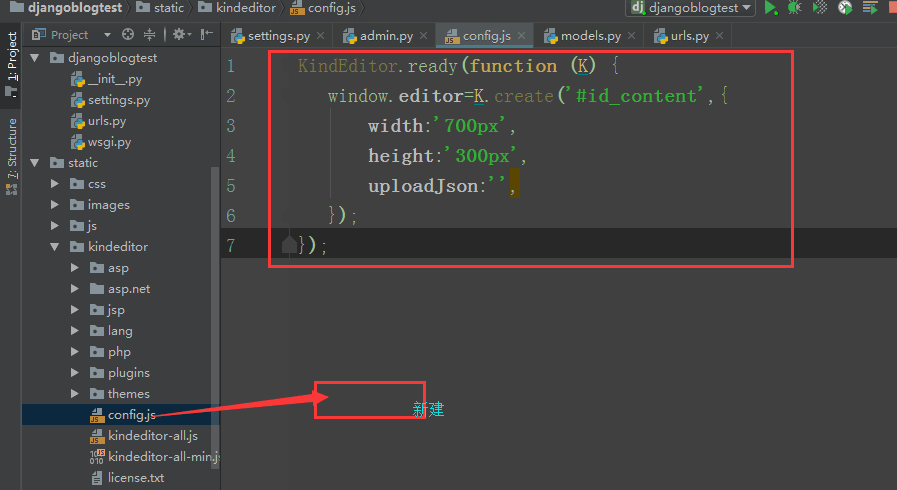 djangoblogtest static kindeditor config.js djangoblogtest
Project
settings.py admin.py config.js models.py urls.py
1: Project
7: Structure
djangoblogtest
__init__.py
settings.py
urls.py
wsgi.py
static
css
images
js
kindeditor
asp
asp.net
jsp
lang
php
plugins
themes
config.js
kindeditor-all.js
kindeditor-all-min.js
license.txt
1 KindEditor.ready(function (K) {
2 window.editor=K.create('#id_content',{
3 width:'700px',
4 height:'300px',
5 uploadJson:'',
6 });
7 });
新建